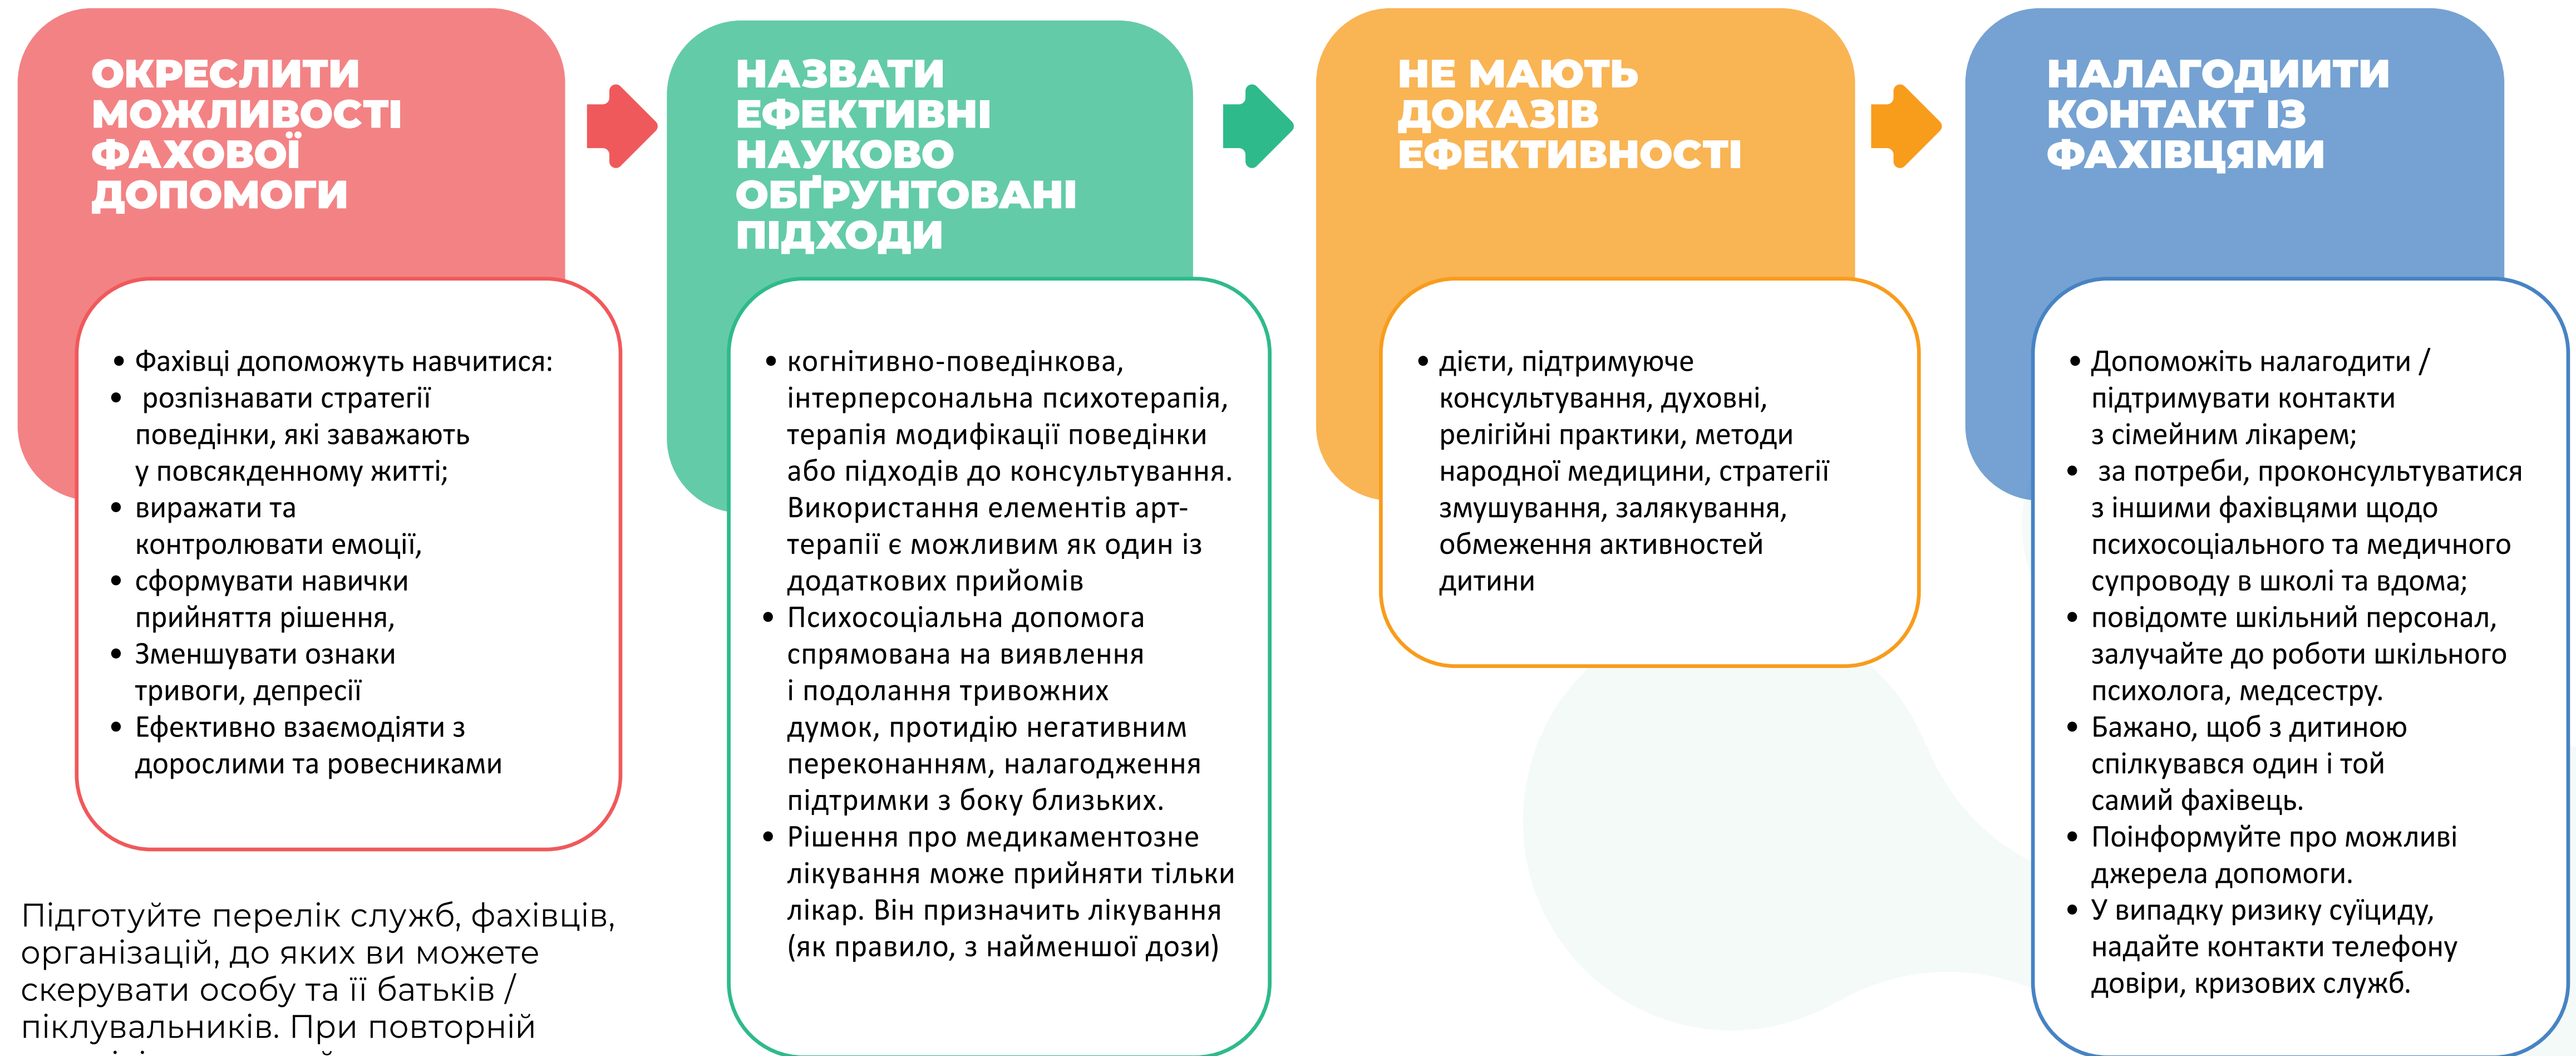 ОКРЕСЛИТИ
МОЖЛИВОСТІ
ФАХОВОЇ
ДОПОМОГИ
• Фахівці допоможуть навчитися:
• розпізнавати стратегії
поведінки, які заважають
у повсякденному житті;
• виражати та
контролювати емоції,
• сформувати навички
прийняття рішення,
• Зменшувати ознаки
тривоги, депресії
• Ефективно взаємодіяти з
дорослими та ровесниками
Підготуйте перелік служб, фахівців,
організацій, до яких ви можете
скерувати особу та її батьків /
піклувальників. При повторній
НАЗВАТИ
ЕФЕКТИВНІ
НАУКОВО
ОБҐРУНТОВАНІ
ПІДХОДИ
• когнітивно-поведінкова,
інтерперсональна психотерапія,
терапія модифікації поведінки
або підходів до консультування.
Використання елементів арт-
терапії є можливим як один із
додаткових прийомів
• Психосоціальна допомога
спрямована на виявлення
і подолання тривожних
думок, протидію негативним
переконанням, налагодження
підтримки з боку близьких.
• Рішення про медикаментозне
лікування може прийняти тільки
лікар. Він призначить лікування
(як правило, з найменшої дози)
НЕ МАЮТЬ
ДОКАЗІВ
ЕФЕКТИВНОСТІ
• дієти, підтримуюче
консультування, духовні,
релігійні практики, методи
народної медицини, стратегії
змушування, залякування,
обмеження активностей
дитини
НАЛАГОДИИТИ
КОНТАКТ ІЗ
ФАХІВЦЯМИ
• Допоможіть налагодити /
підтримувати контакти
з сімейним лікарем;
• за потреби, проконсультуватися
з іншими фахівцями щодо
психосоціального та медичного
супроводу в школі та вдома;
• повідомте шкільний персонал,
залучайте до роботи шкільного
психолога, медсестру.
• Бажано, щоб з дитиною
спілкувався один і той
самий фахівець.
• Поінформуйте про можливі
джерела допомоги.
• У випадку ризику суїциду,
надайте контакти телефону
довіри, кризових служб.